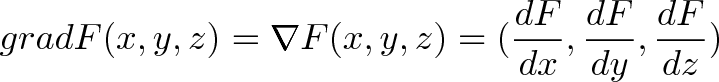 gradF(x, y, z) = ∇F(x, y, z) = (dF/dx, dF/dy, dF/dz)